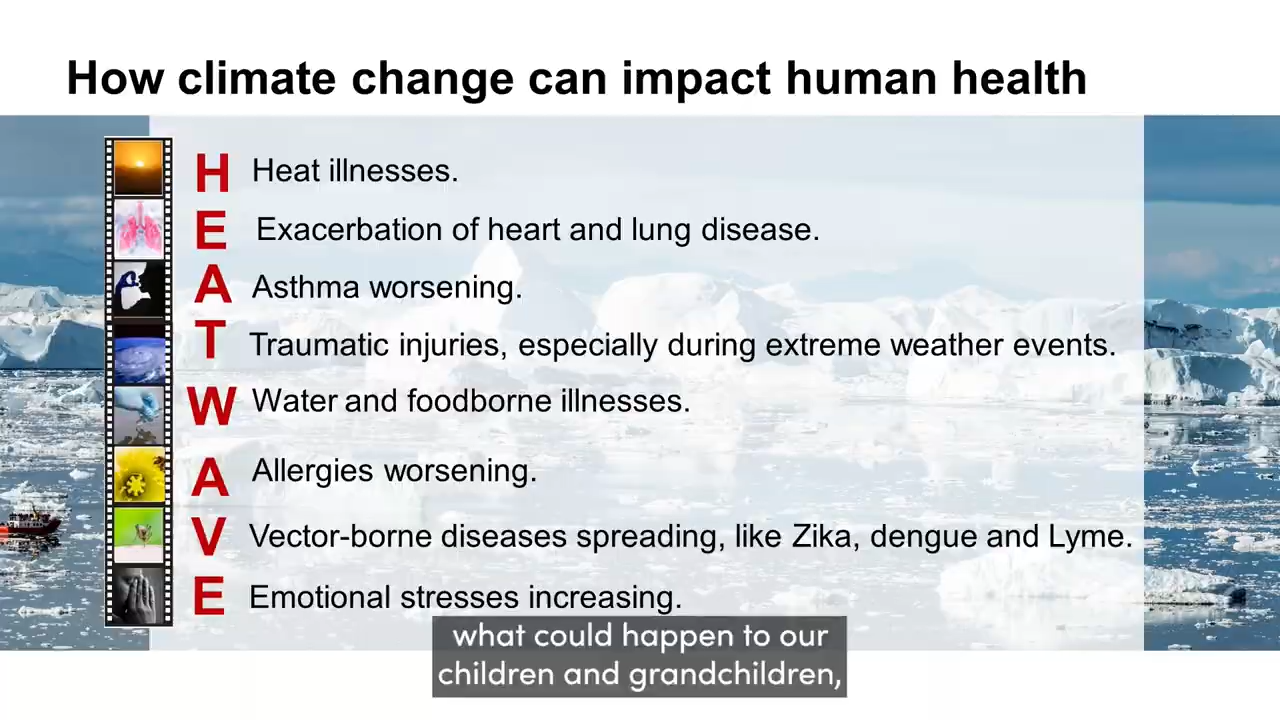 How climate change can impact human health
H Heat illnesses.
E Exacerbation of heart and lung disease.
A Asthma worsening.
T Traumatic injuries, especially during extreme weather events.
W Water and foodborne illnesses.
A Allergies worsening.
V Vector-borne diseases spreading, like Zika, dengue and Lyme.
E Emotional stresses increasing.
what could happen to our
children and grandchildren,